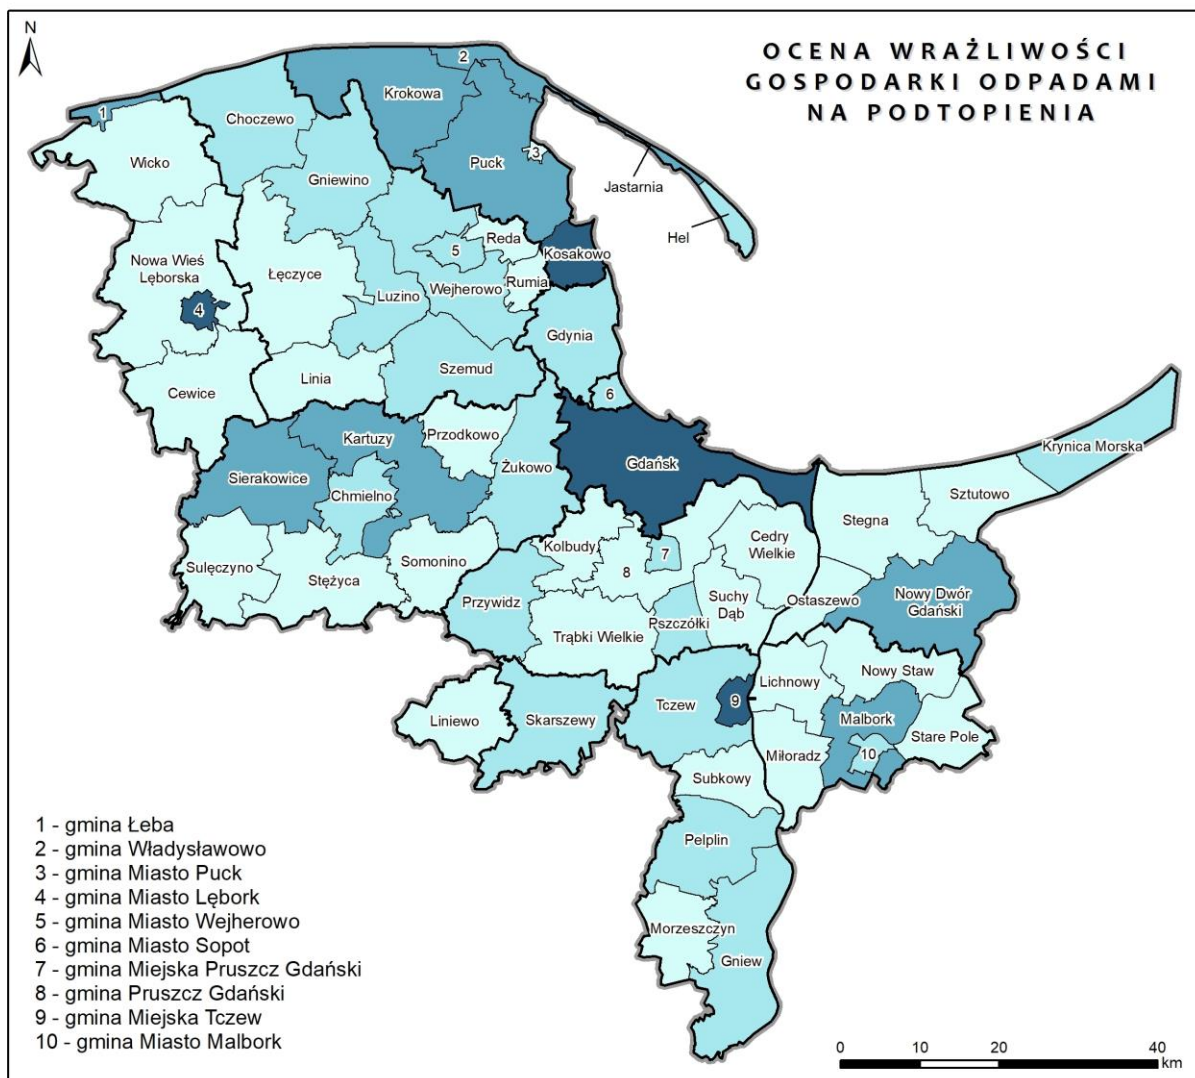 N
OCENA WRAŻLIWOŚCI
GOSPODARKI ODPADAMI
NA PODTOPIENIA
1
2
Krokowa
Choczewo
Wicko
3
Puck
Gniewino
Jastarnia
Hel
Reda
Kosakowo
5
Nowa Wieś
Lęborska
Łęczyce
Rumia
Wejherowo
Luzino
4
Gdynia
Szemud
Linia
Cewice
6
Kartuzy
Przodkowo
Krynica Morska
Żukowo
Gdańsk
Sierakowice
Chmielno
Sztutowo
Stegna
Cedry
Wielkie
Kolbudy
7
Somonino
Sulęczyno
8
Stężyca
Nowy Dwór
Gdański
Suchy
Dąb
Przywidz
Ostaszewo
Pszczółki
Trąbki Wielkie
Nowy Staw
Lichnowy
Tczew
9
Liniewo
Skarszewy
Malbork
Stare Pole
Miłoradz
10
Subkowy
Pelplin
Morzeszczyn
Gniew
1 - gmina Łeba
2 - gmina Władysławowo
3 - gmina Miasto Puck
4 - gmina Miasto Lębork
5 - gmina Miasto Wejherowo
6 - gmina Miasto Sopot
7 - gmina Miejska Pruszcz Gdański
8 - gmina Pruszcz Gdański
9 - gmina Miejska Tczew
10 - gmina Miasto Malbork
0 10 20 40
km